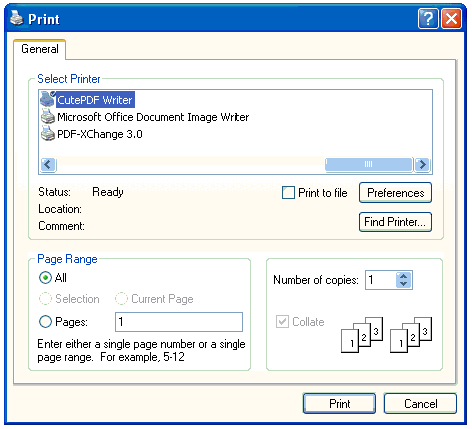 Print
General
Select Printer
CutePDF Writer
Microsoft Office Document Image Writer
PDF-XChange 3.0
Status: Ready
Location:
Comment:
Print to file
Preferences
Find Printer...
Page Range
All
Selection Current Page
Pages: 1
Enter either a single page number or a single
page range. For example, 5-12
Number of copies: 1
Collate
1 2 3 1 2 3
Print Cancel